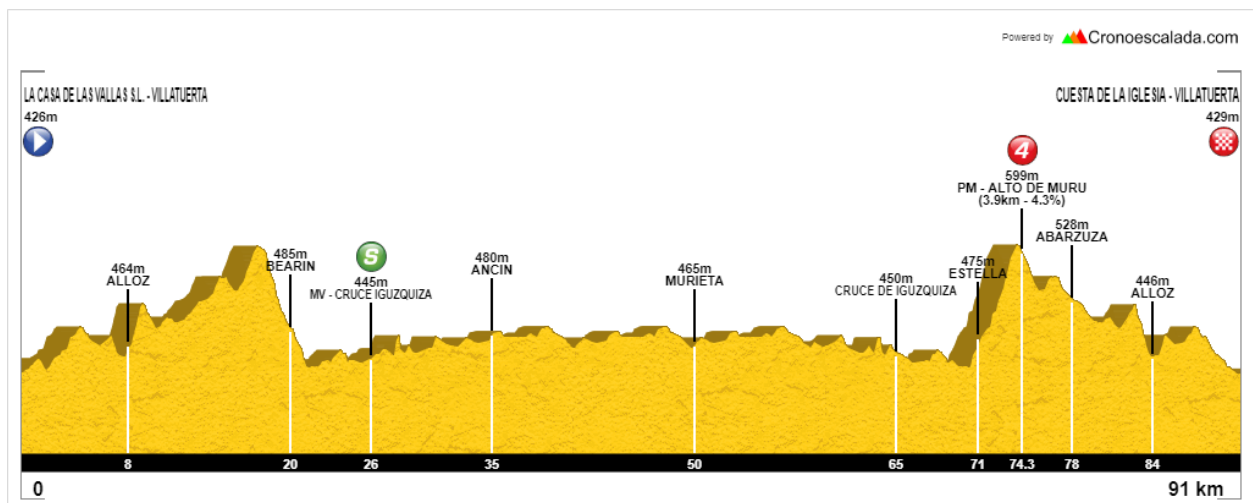 Powered by Cronoescalada.com
LA CASA DE LAS VALLAS S.L. - VILLATUERTA
426m
CUESTA DE LA IGLESIA - VILLATUERTA
429m
464m
ALLOZ
485m
BEARIN
S
445m
MV - CRUCE IGUZQUIZA
480m
ANCIN
465m
MURIETA
450m
CRUCE DE IGUZQUIZA
475m
ESTELLA
4
599m
PM - ALTO DE MURU
(3.9km - 4.3%)
528m
ABARZUZA
446m
ALLOZ
8 20 26 35 50 65 71 74.3 78 84
0 91 km